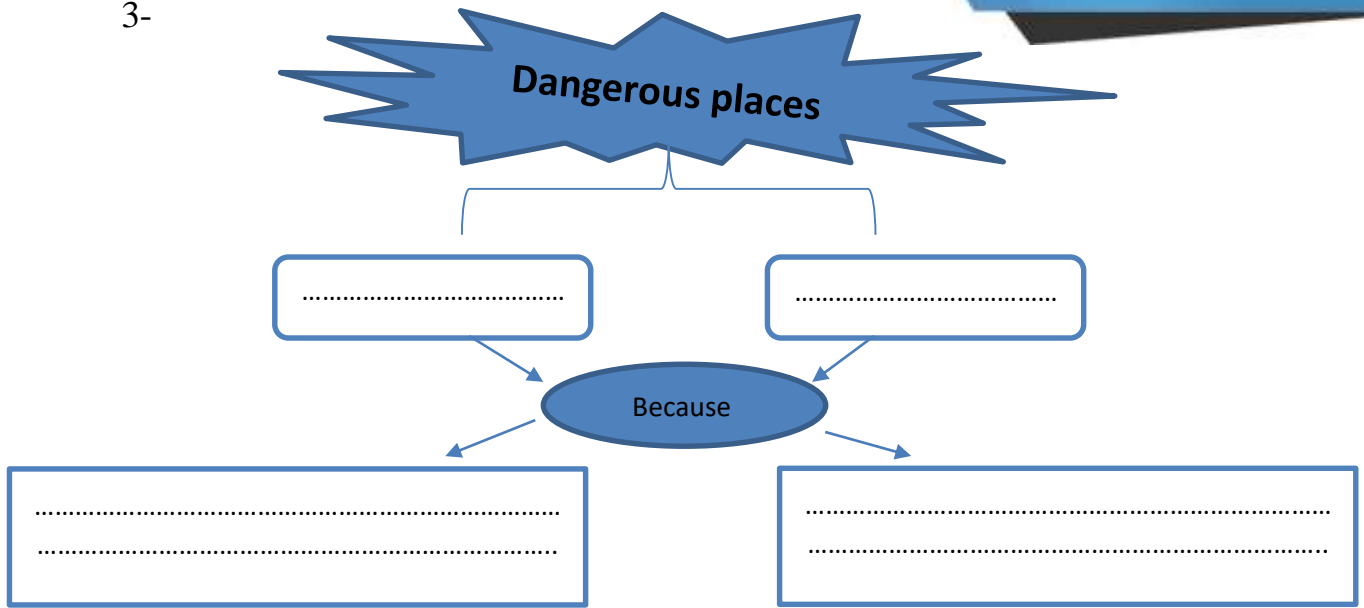 3-
Dangerous places
………………………………… …………………………………
Because
…………………………………………………………………… ……………………………………………………………………
………………………………………………………………….. …………………………………………………………………..